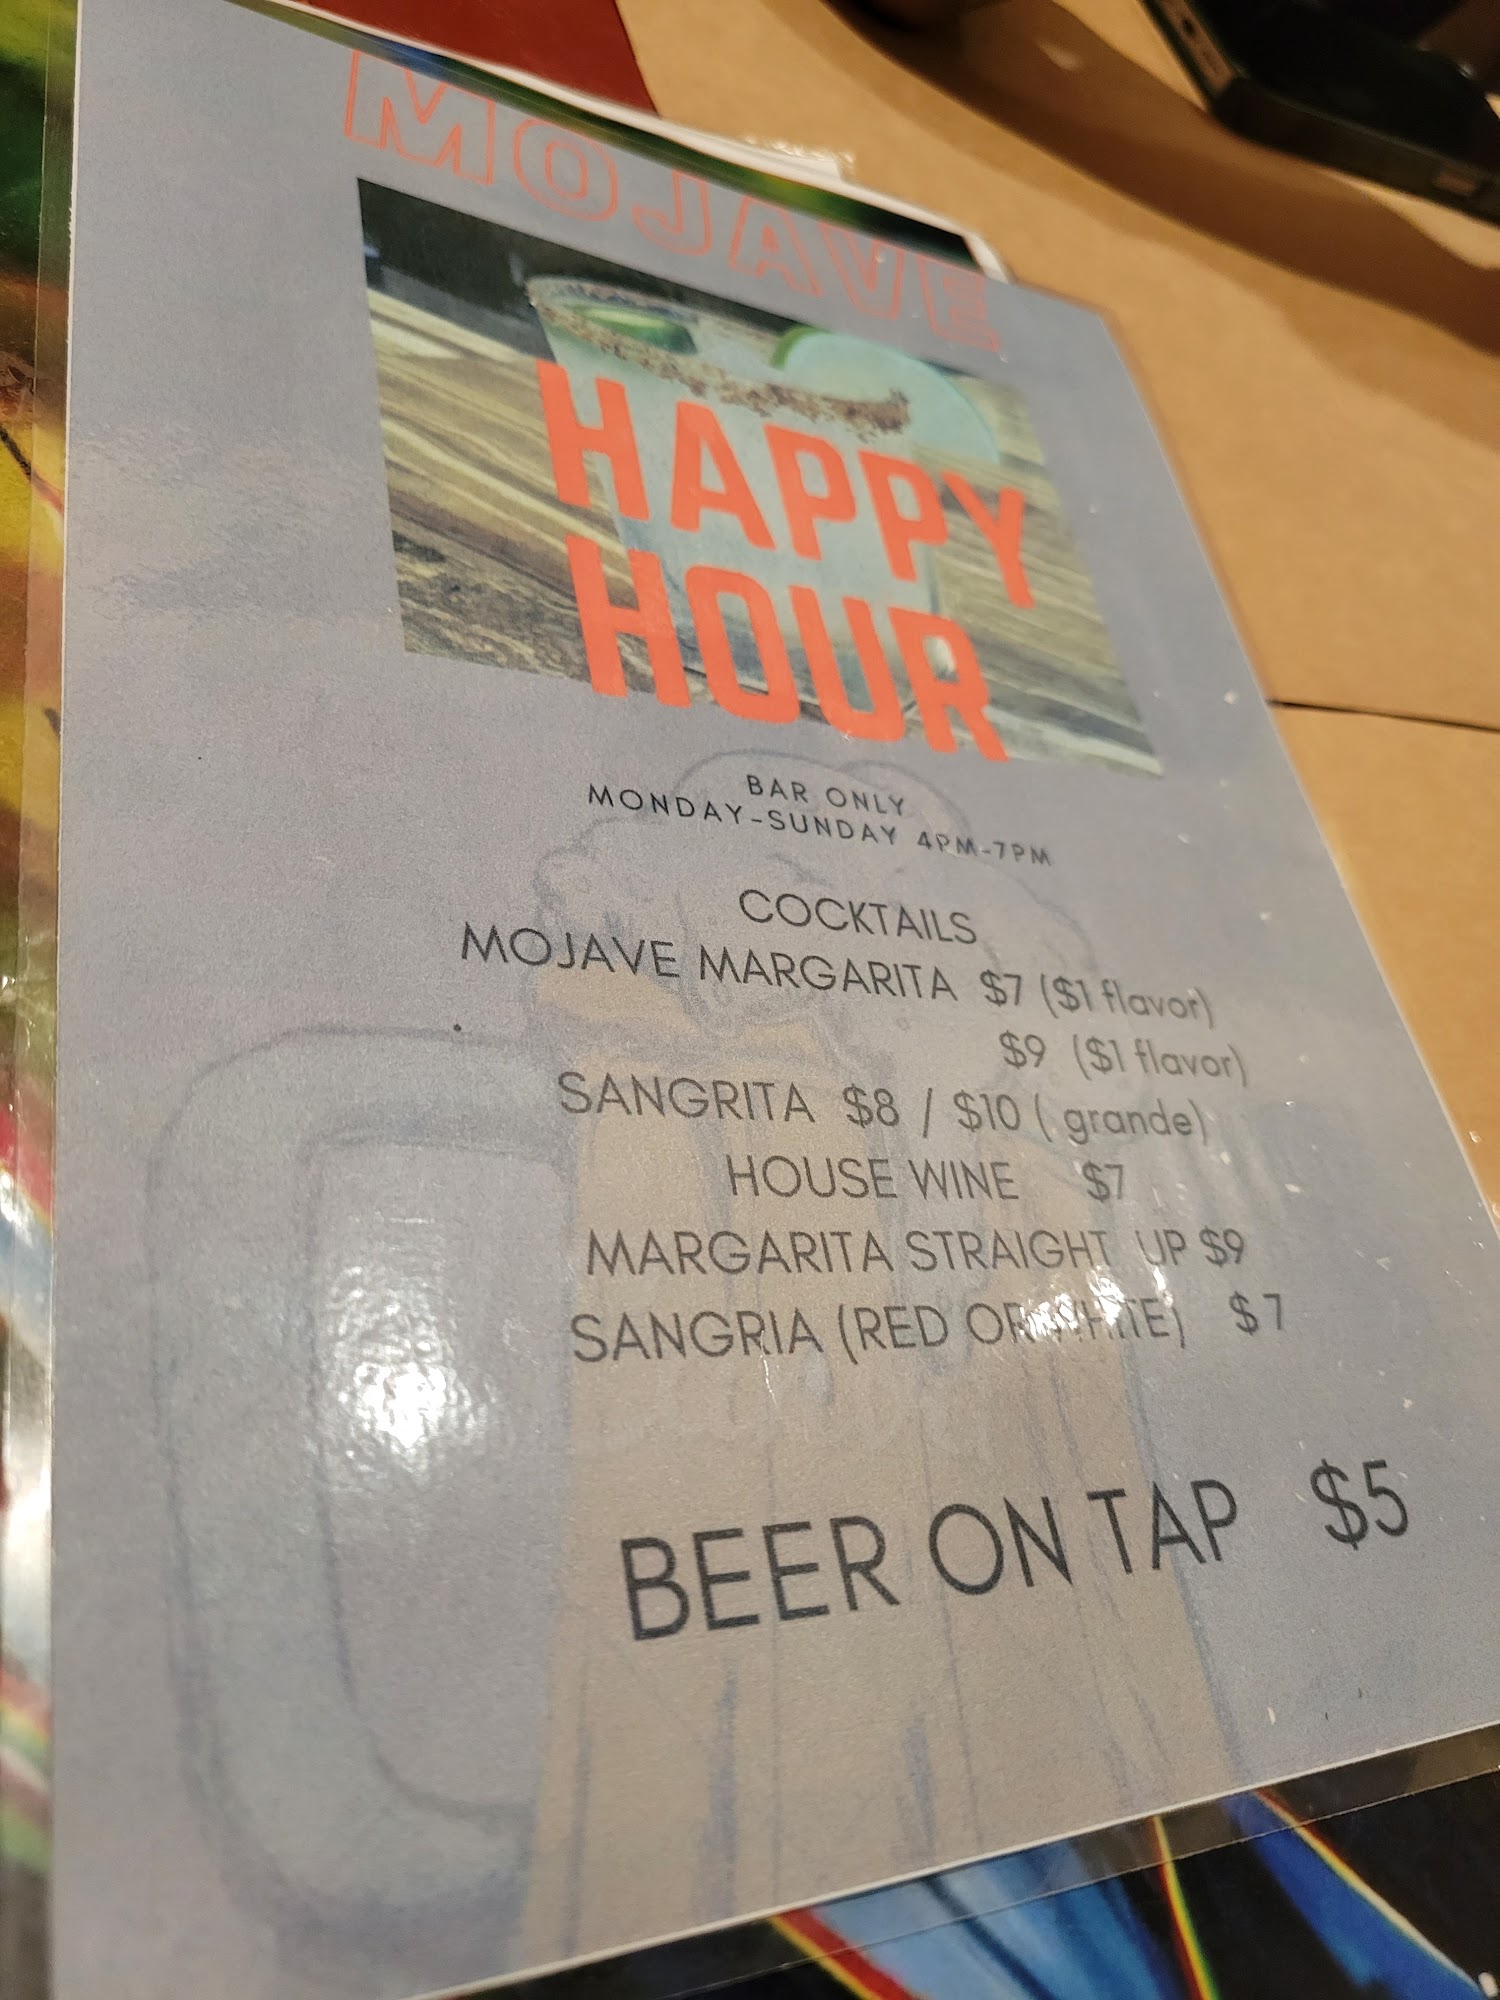 MOJAVE
HAPPY
HOUR
BAR ONLY
MONDAY-SUNDAY 4PM-7PM
COCKTAILS
MOJAVE MARGARITA $7 ($1 flavor)
$9 ($1 flavor)
SANGRITA $8 / $10 ( grande)
HOUSE WINE $7
MARGARITA STRAIGHT UP $9
SANGRIA (RED OR WHITE) $7
BEER ON TAP $5